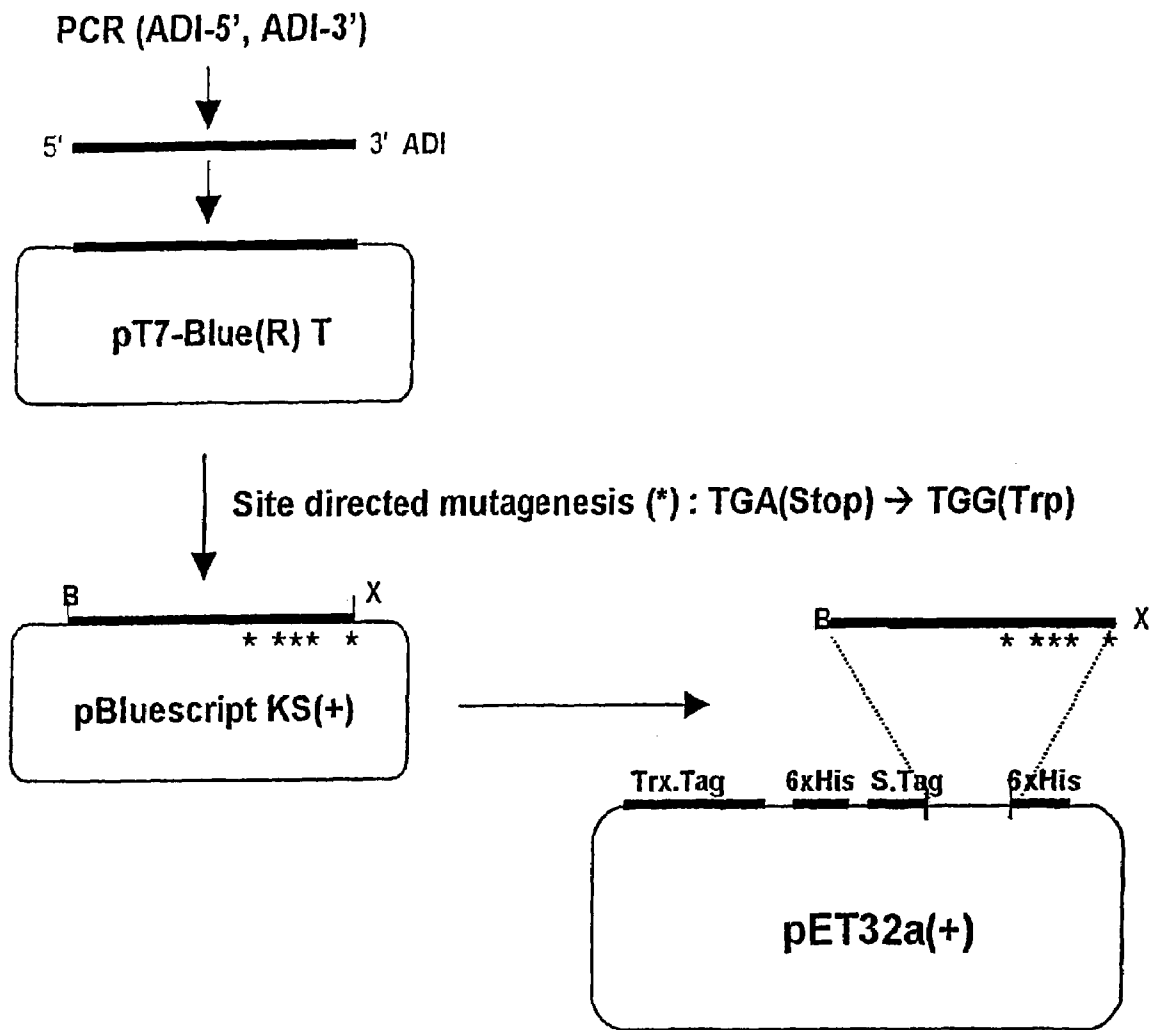 PCR (ADI-5', ADI-3')
5' 3' ADI
pT7-Blue(R) T
Site directed mutagenesis (*) : TGA(Stop) → TGG(Trp)
B X
* *** *
pBluescript KS(+)
B X
* *** *
Trx.Tag 6xHis S.Tag 6xHis
pET32a(+)